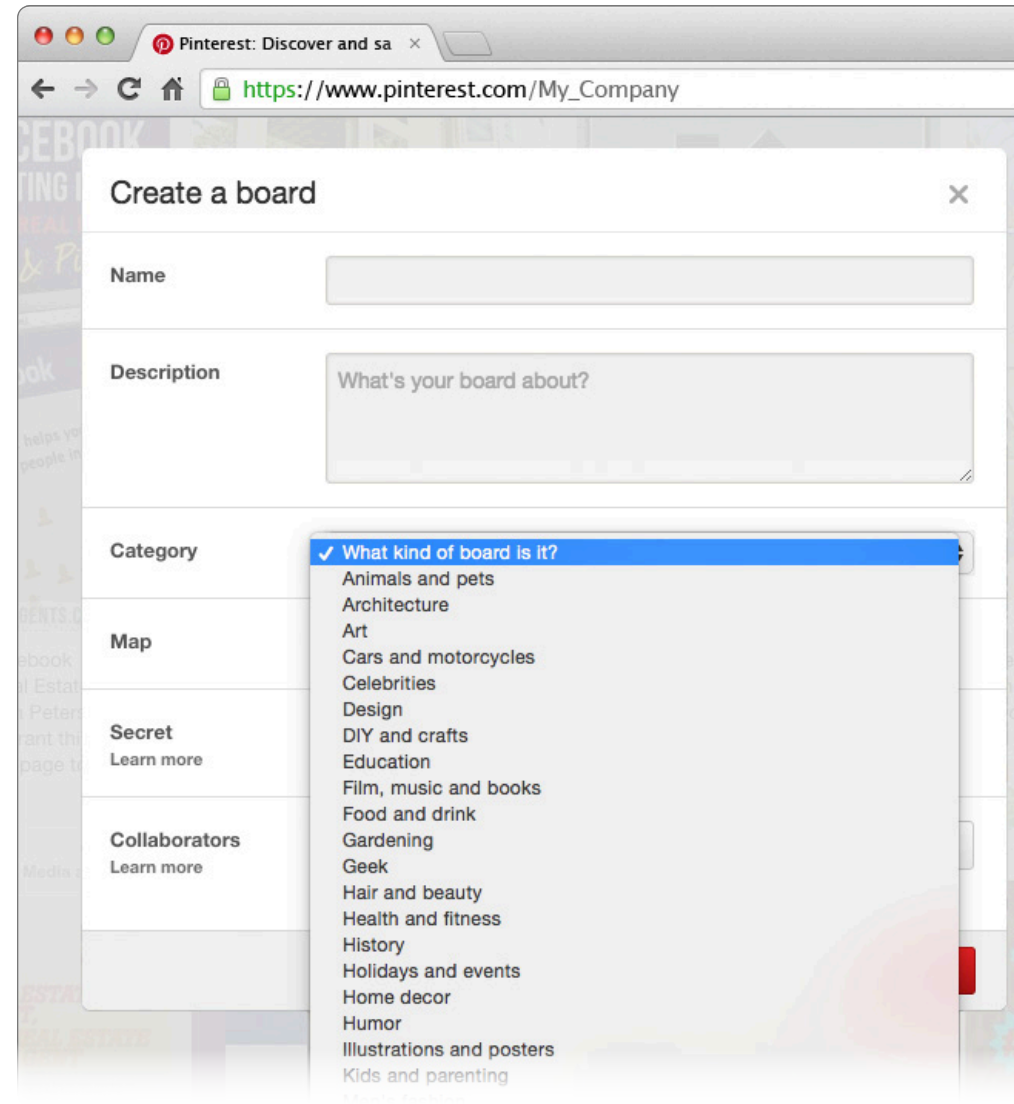 Pinterest: Discover and sa
https://www.pinterest.com/My_Company
Create a board
Name
Description
What's your board about?
Category
What kind of board is it?
Animals and pets
Architecture
Art
Cars and motorcycles
Celebrities
Design
DIY and crafts
Education
Film, music and books
Food and drink
Gardening
Geek
Hair and beauty
Health and fitness
History
Holidays and events
Home decor
Humor
Illustrations and posters
Kids and parenting
Map
Secret
Learn more
Collaborators
Learn more